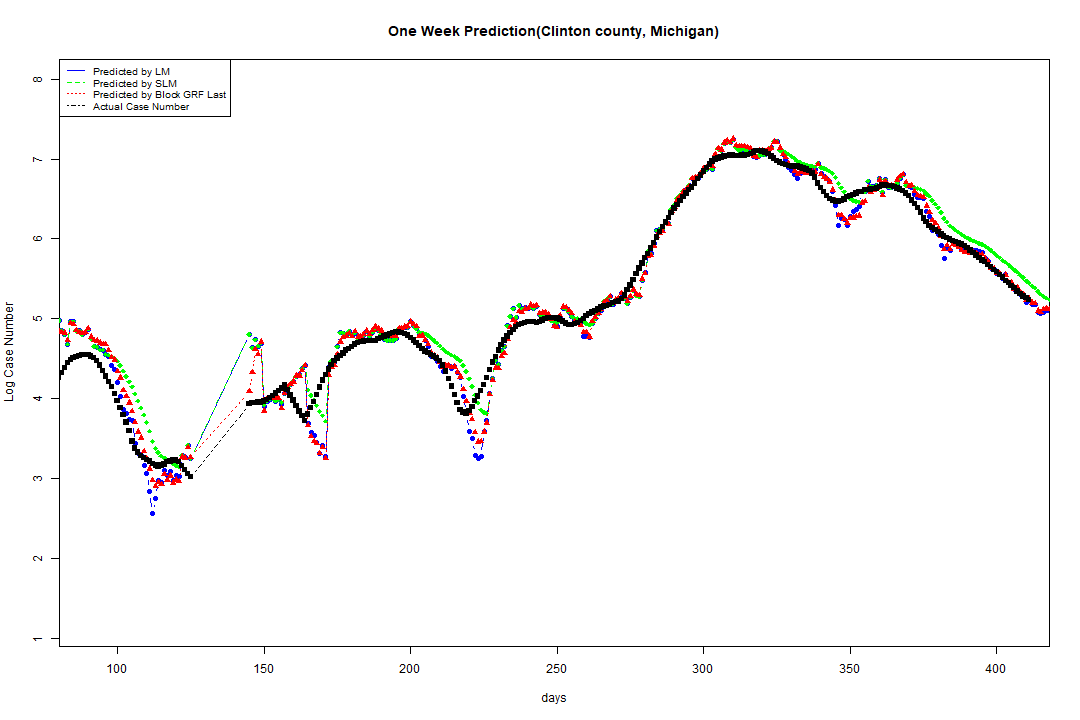 One Week Prediction(Clinton county, Michigan)
Predicted by LM
Predicted by SLM
Predicted by Block GRF Last
Actual Case Number
Log Case Number
8
7
6
5
4
3
2
1
100 150 200 250 300 350 400
days